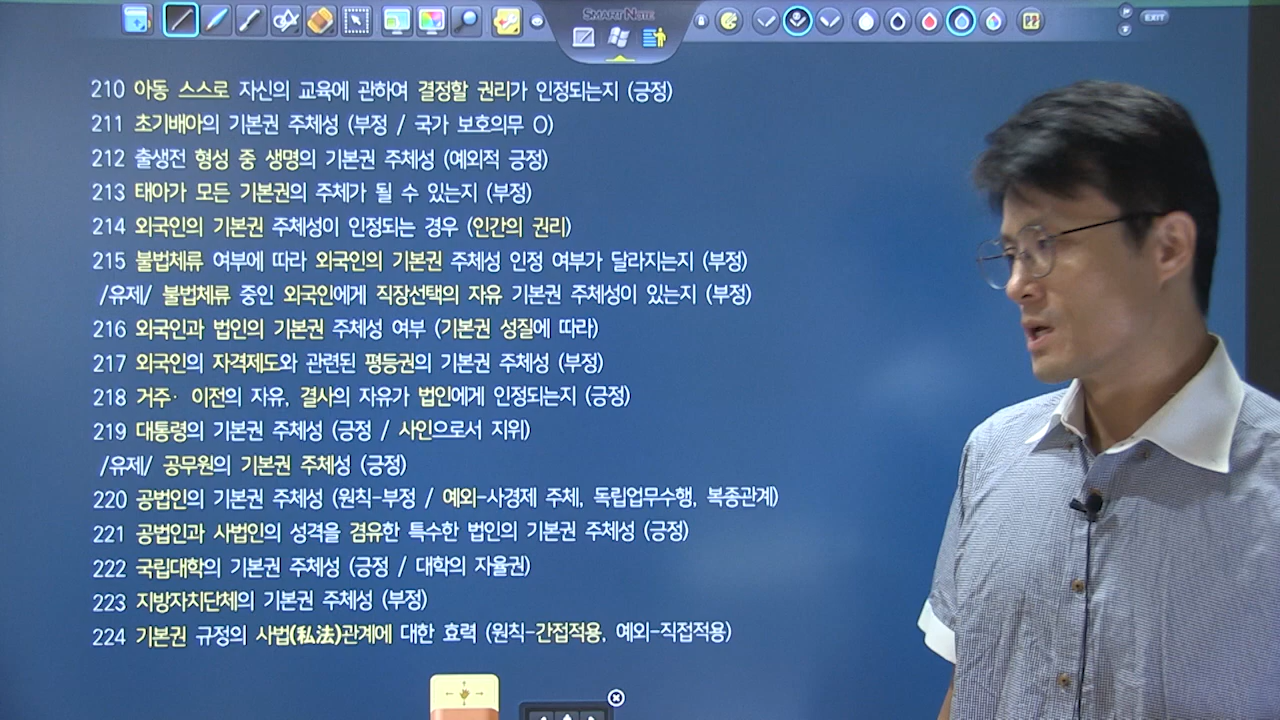 SMARTNOTE
EXIT
210 아동 스스로 자신의 교육에 관하여 결정할 권리가 인정되는지 (긍정)
211 초기배아의 기본권 주체성 (부정 / 국가 보호의무 O)
212 출생전 형성 중 생명의 기본권 주체성 (예외적 긍정)
213 태아가 모든 기본권의 주체가 될 수 있는지 (부정)
214 외국인의 기본권 주체성이 인정되는 경우 (인간의 권리)
215 불법체류 여부에 따라 외국인의 기본권 주체성 인정 여부가 달라지는지 (부정)
/유제/ 불법체류 중인 외국인에게 직장선택의 자유 기본권 주체성이 있는지 (부정)
216 외국인과 법인의 기본권 주체성 여부 (기본권 성질에 따라)
217 외국인의 자격제도와 관련된 평등권의 기본권 주체성 (부정)
218 거주· 이전의 자유, 결사의 자유가 법인에게 인정되는지 (긍정)
219 대통령의 기본권 주체성 (긍정 / 사인으로서 지위)
/유제/ 공무원의 기본권 주체성 (긍정)
220 공법인의 기본권 주체성 (원칙-부정 / 예외-사경제 주체, 독립업무수행, 복종관계)
221 공법인과 사법인의 성격을 겸유한 특수한 법인의 기본권 주체성 (긍정)
222 국립대학의 기본권 주체성 (긍정 / 대학의 자율권)
223 지방자치단체의 기본권 주체성 (부정)
224 기본권 규정의 사법(私法)관계에 대한 효력 (원칙-간접적용, 예외-직접적용)